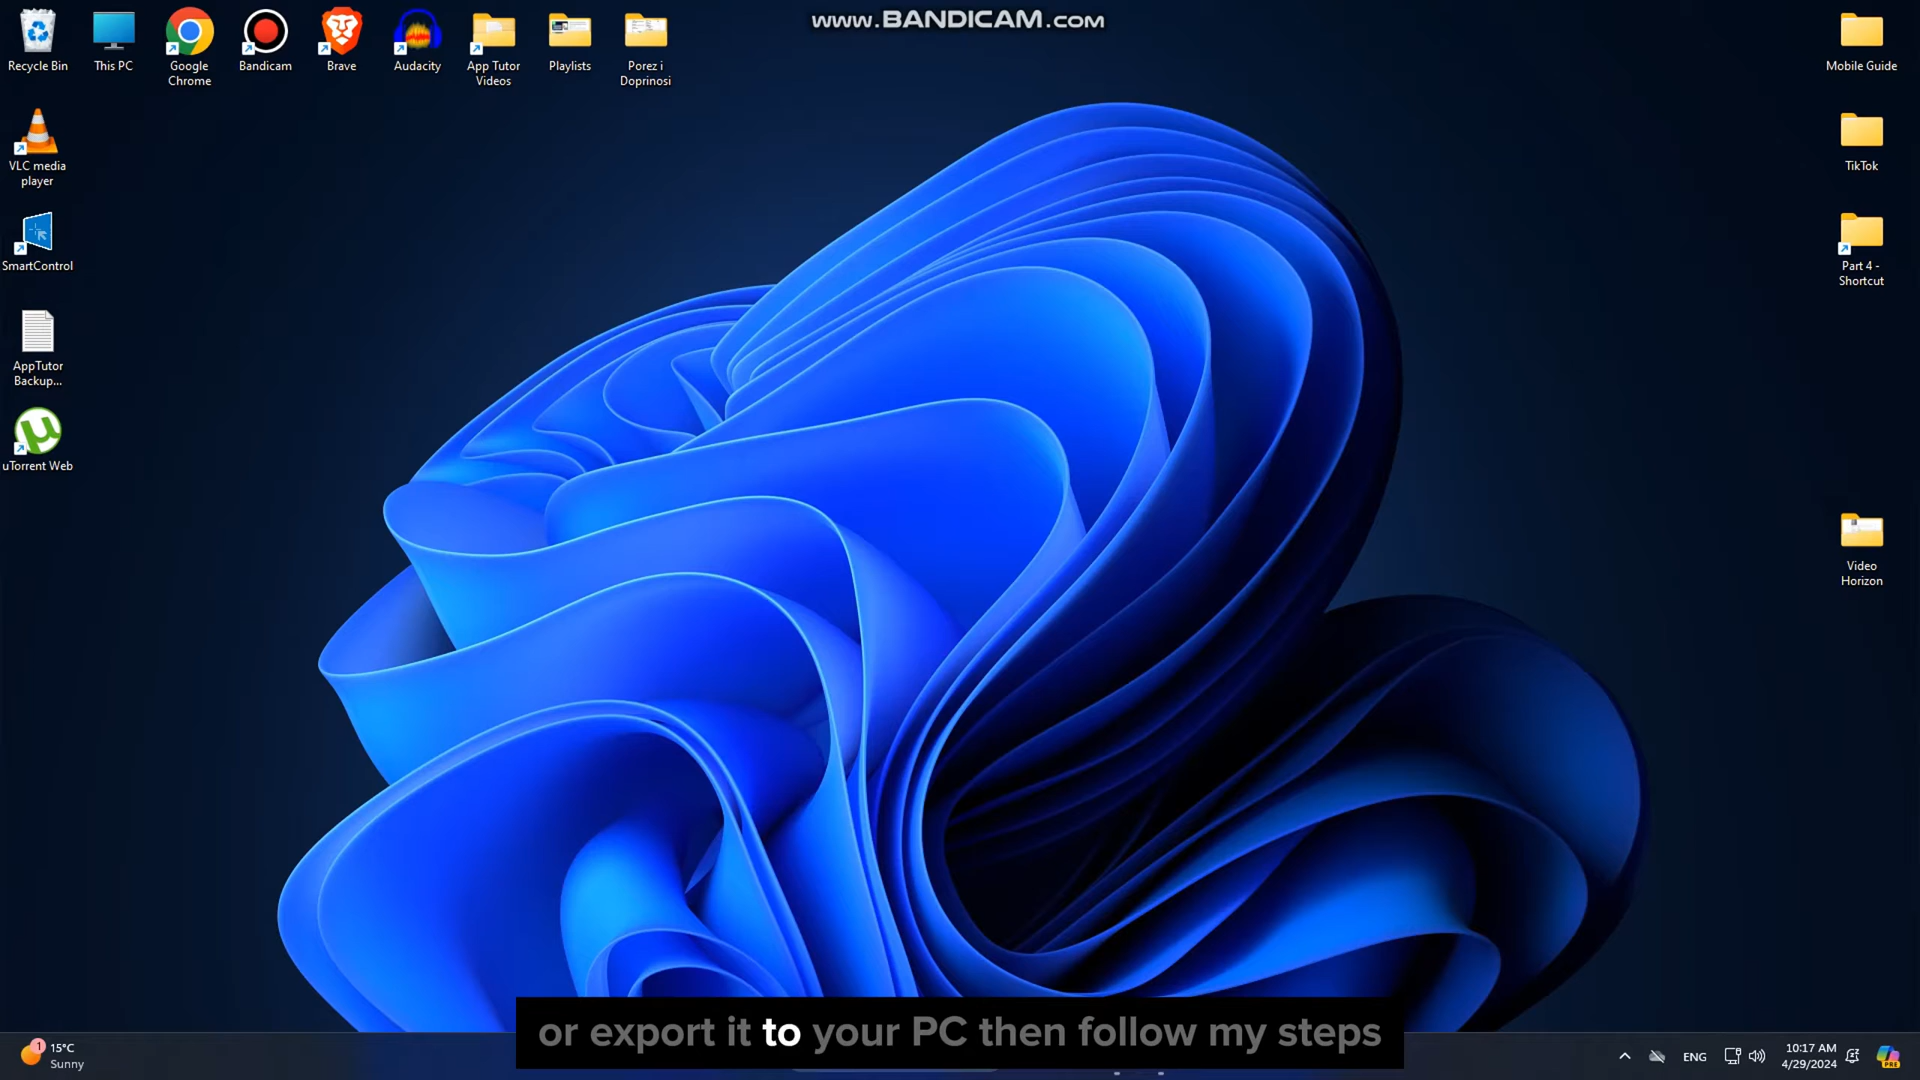 www.BANDICAM.com
Recycle Bin
This PC
Google
Chrome
Bandicam
Brave
Audacity
App Tutor
Videos
Playlists
Porez i
Doprinosi
Mobile Guide
VLC media
player
TikTok
SmartControl
Part 4 -
Shortcut
AppTutor
Backup...
uTorrent Web
Video
Horizon
or export it to your PC then follow my steps
1
15°C
Sunny
ENG
10:17 AM
4/29/2024
PRE